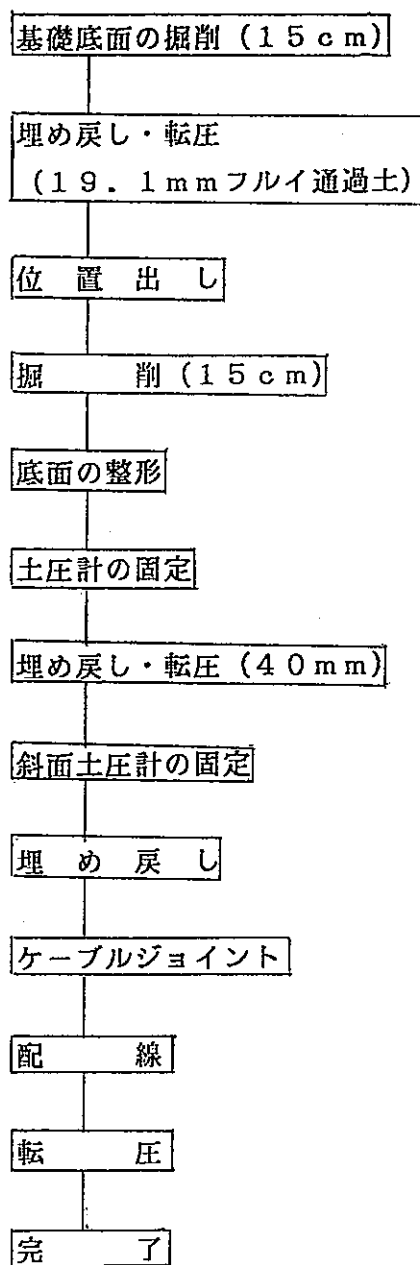 基礎底面の掘削（１５ｃｍ）
埋め戻し・転圧
（１９．１ｍｍフルイ通過土）
位　置　出　し
掘　　　削（１５ｃｍ）
底面の整形
土圧計の固定
埋め戻し・転圧（４０ｍｍ）
斜面土圧計の固定
埋　め　戻　し
ケーブルジョイント
配　　　線
転　　　圧
完　　　了